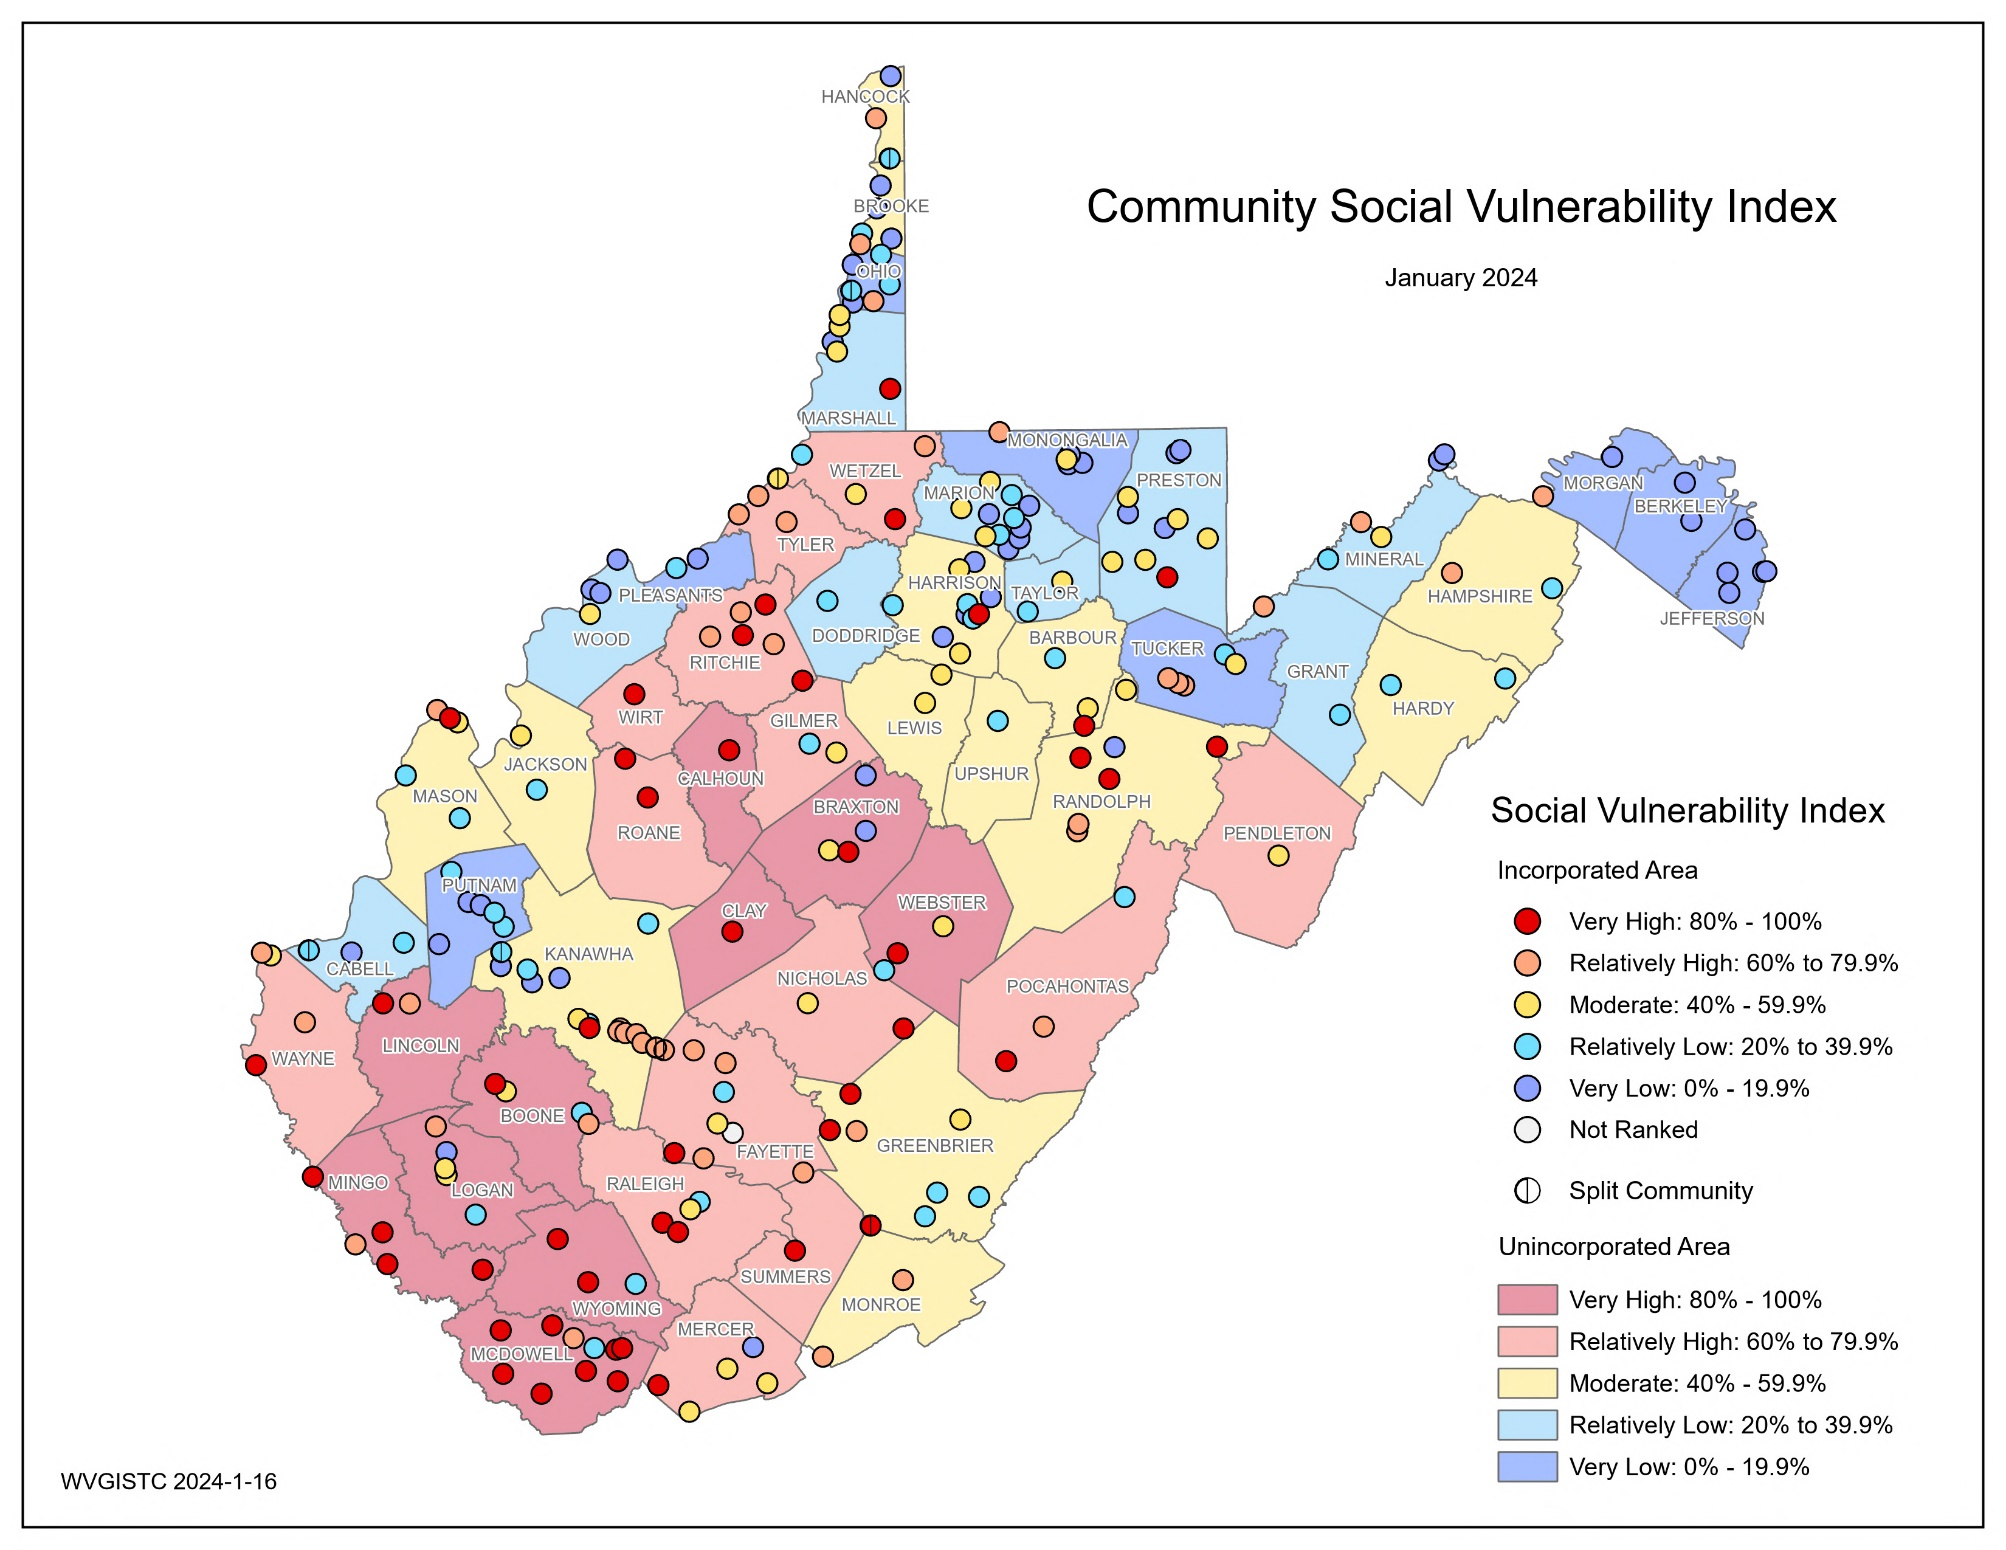 HANCOCK
BROOKE
Community Social Vulnerability Index
OHIO
January 2024
MARSHALL
MONONGALIA
WETZEL
PRESTON
MORGAN
MARION
BERKELEY
TYLER
MINERAL
HARRISON
TAYLOR
PLEASANTS
HAMPSHIRE
JEFFERSON
WOOD
DODDRIDGE
BARBOUR
TUCKER
RITCHIE
GRANT
WIRT
GILMER
LEWIS
HARDY
JACKSON
CALHOUN
UPSHUR
MASON
BRAXTON
RANDOLPH
ROANE
PENDLETON
Social Vulnerability Index
PUTNAM
Incorporated Area
CLAY
WEBSTER
Very High: 80% - 100%
KANAWHA
Relatively High: 60% to 79.9%
CABELL
NICHOLAS
POCAHONTAS
Moderate: 40% - 59.9%
LINCOLN
WAYNE
Relatively Low: 20% to 39.9%
Very Low: 0% - 19.9%
BOONE
Not Ranked
FAYETTE
GREENBRIER
MINGO
LOGAN
RALEIGH
Split Community
Unincorporated Area
SUMMERS
Very High: 80% - 100%
WYOMING
MONROE
MERCER
Relatively High: 60% to 79.9%
MCDOWELL
Moderate: 40% - 59.9%
Relatively Low: 20% to 39.9%
Very Low: 0% - 19.9%
WVGISTC 2024-1-16